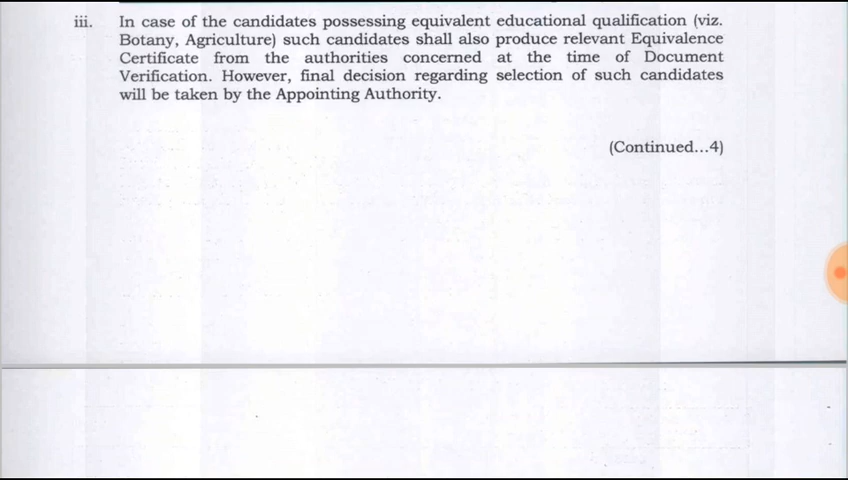 iii. In case of the candidates possessing equivalent educational qualification (viz.
Botany, Agriculture) such candidates shall also produce relevant Equivalence
Certificate from the authorities concerned at the time of Document
Verification. However, final decision regarding selection of such candidates
will be taken by the Appointing Authority.
(Continued...4)